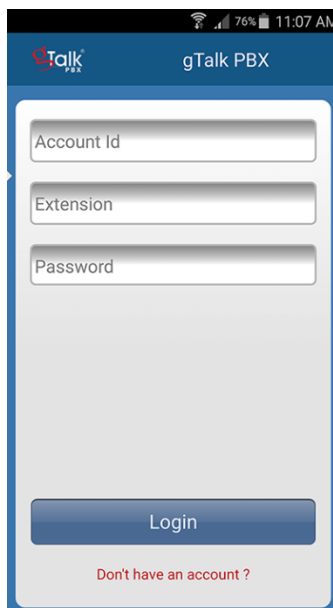 76% 11:07 AM
gTalk PBX
gTalk PBX
Account Id
Extension
Password
Login
Don't have an account ?